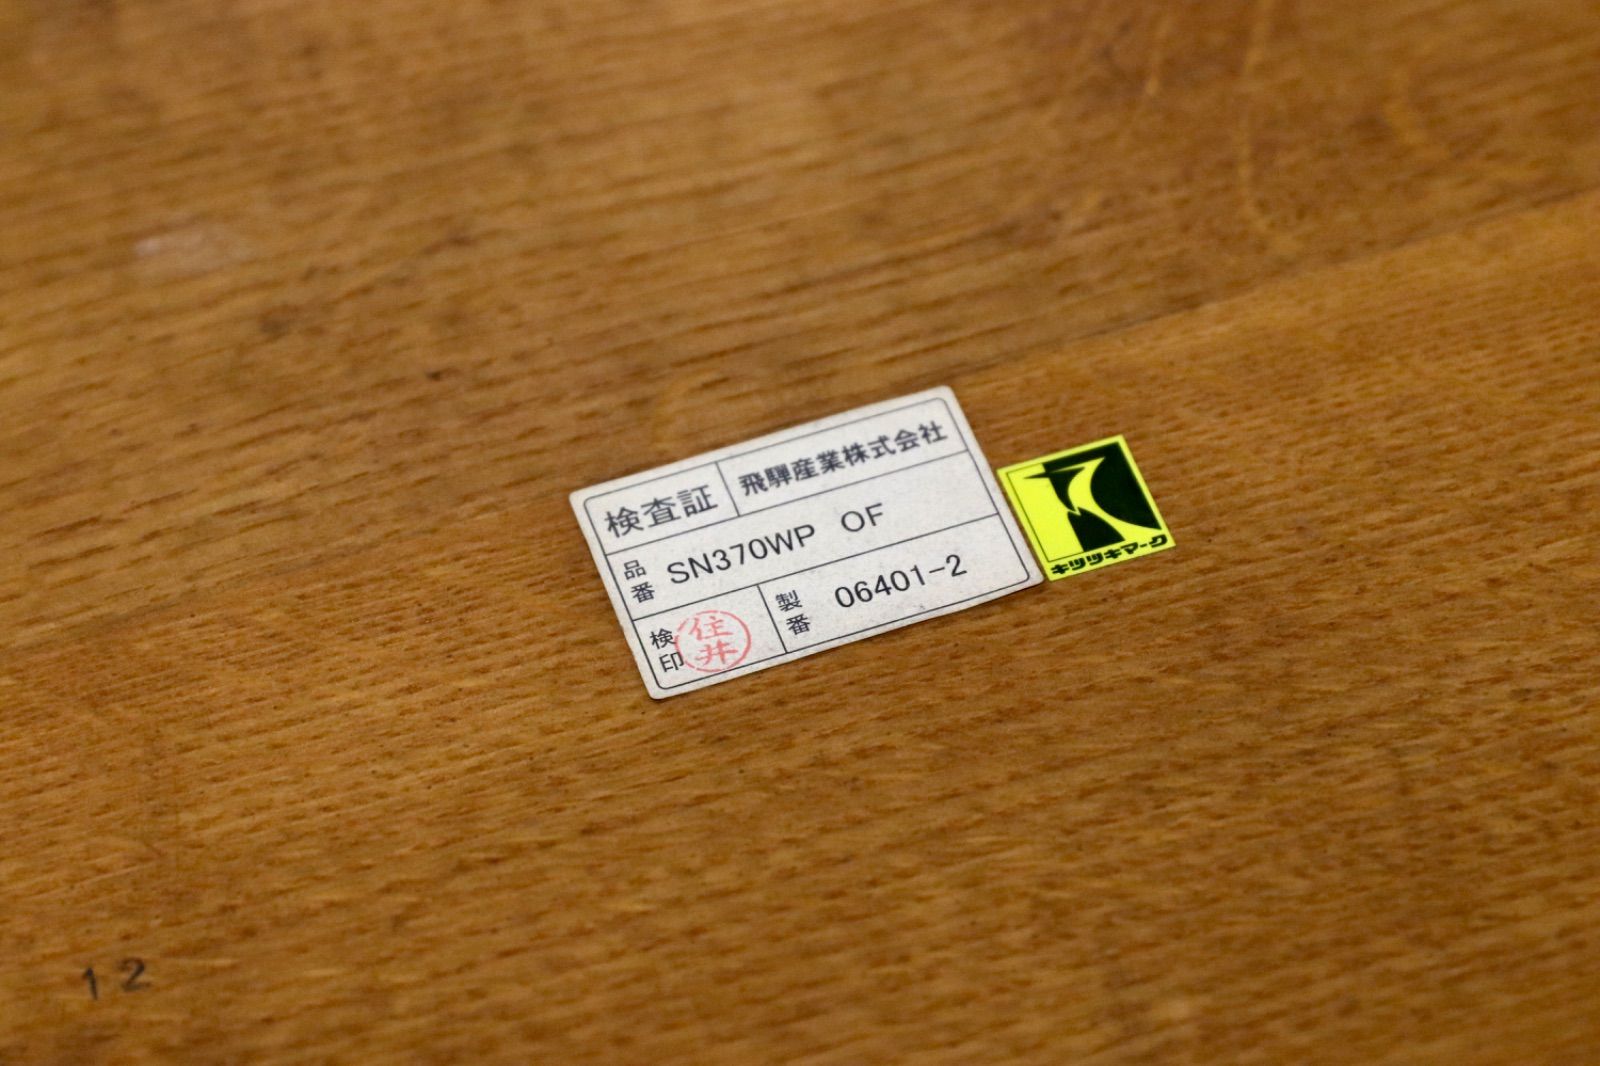 検査証 飛騨産業株式会社
品番 SN370WP OF
検印 住井 製番 06401-2
キツツキマーク
12